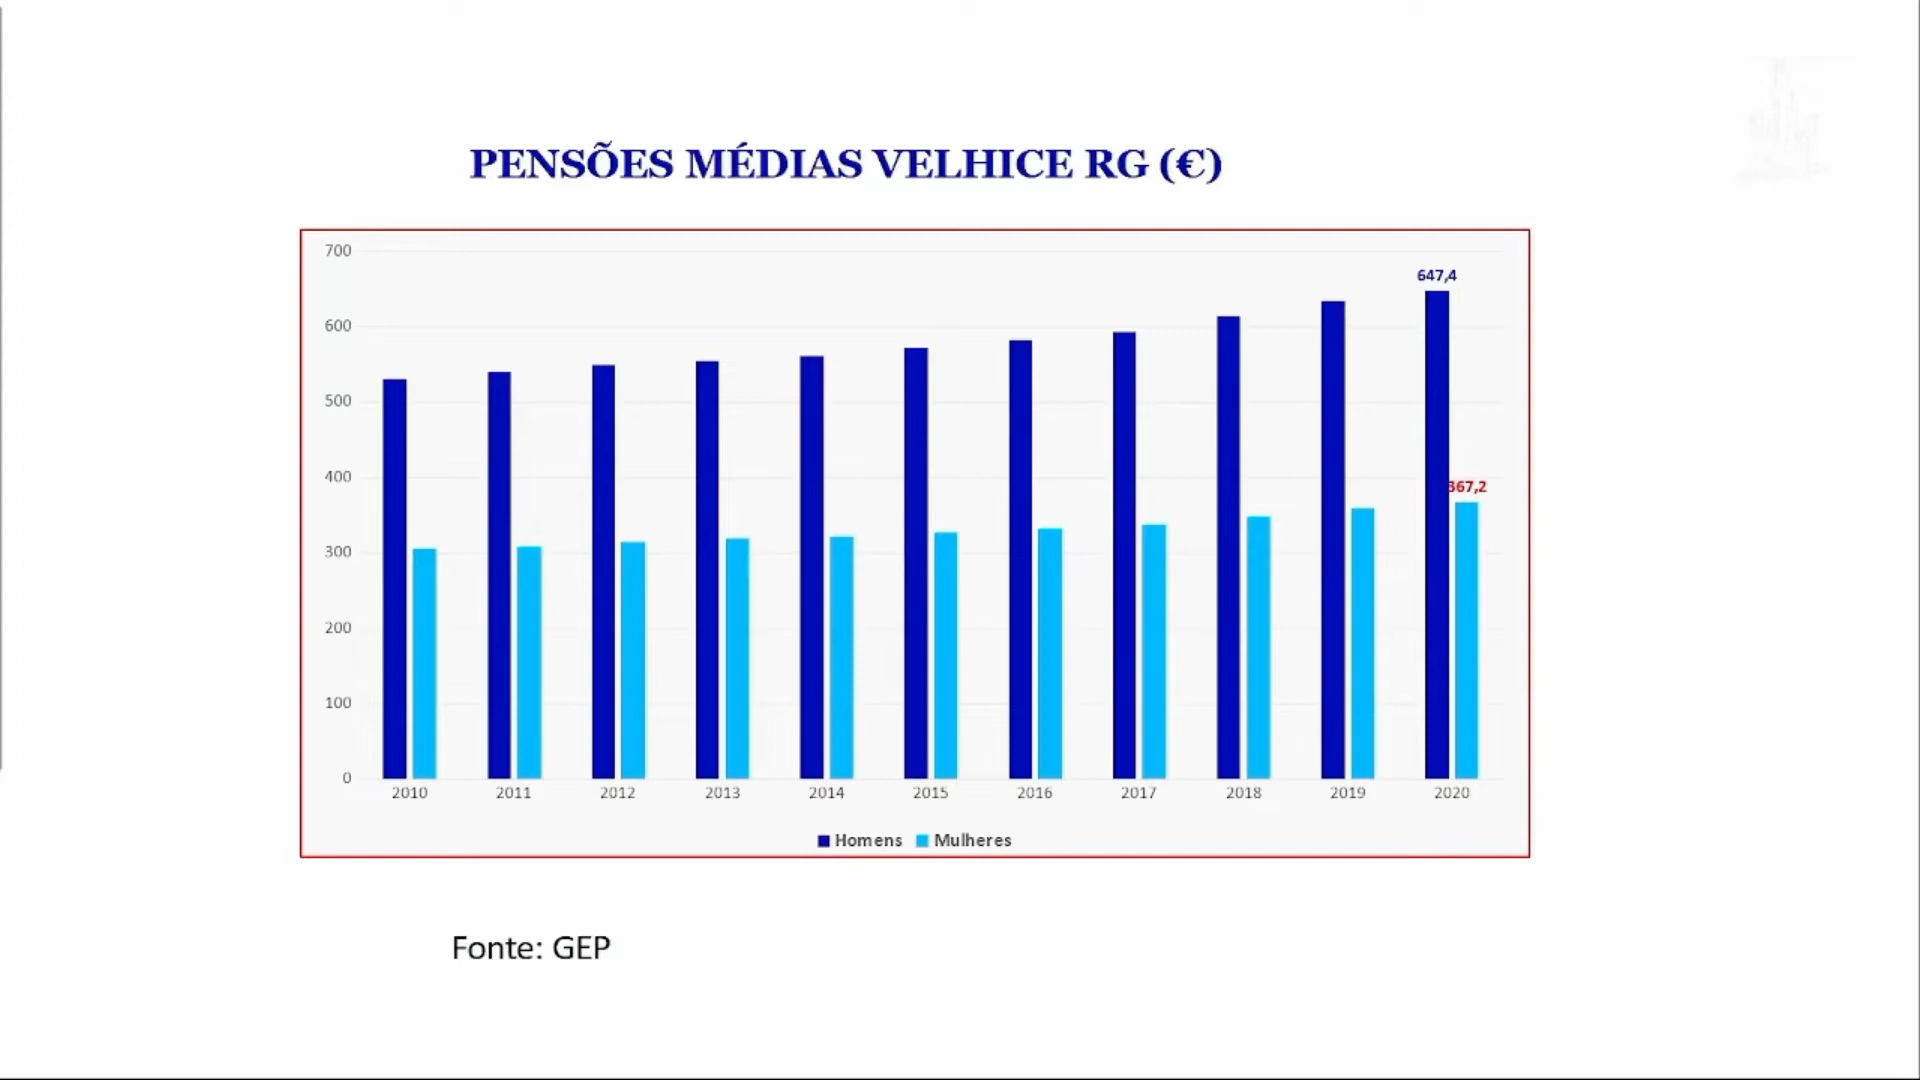 PENSÕES MÉDIAS VELHICE RG (€)
700
647,4
600
500
400
367,2
300
200
100
0
2010 2011 2012 2013 2014 2015 2016 2017 2018 2019 2020
Homens Mulheres
Fonte: GEP